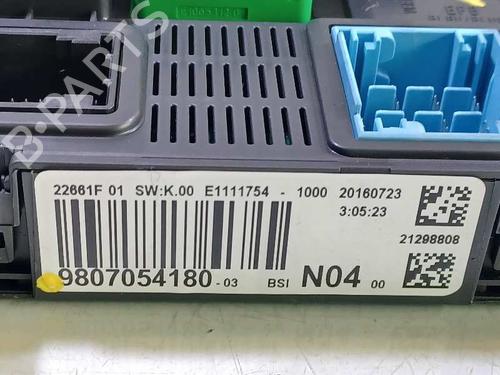 B-PARTS
22661F 01 SW:K.00 E1111754 - 1000 20160723
3:05:23
21298808
9807054180-03 BSI N04 00